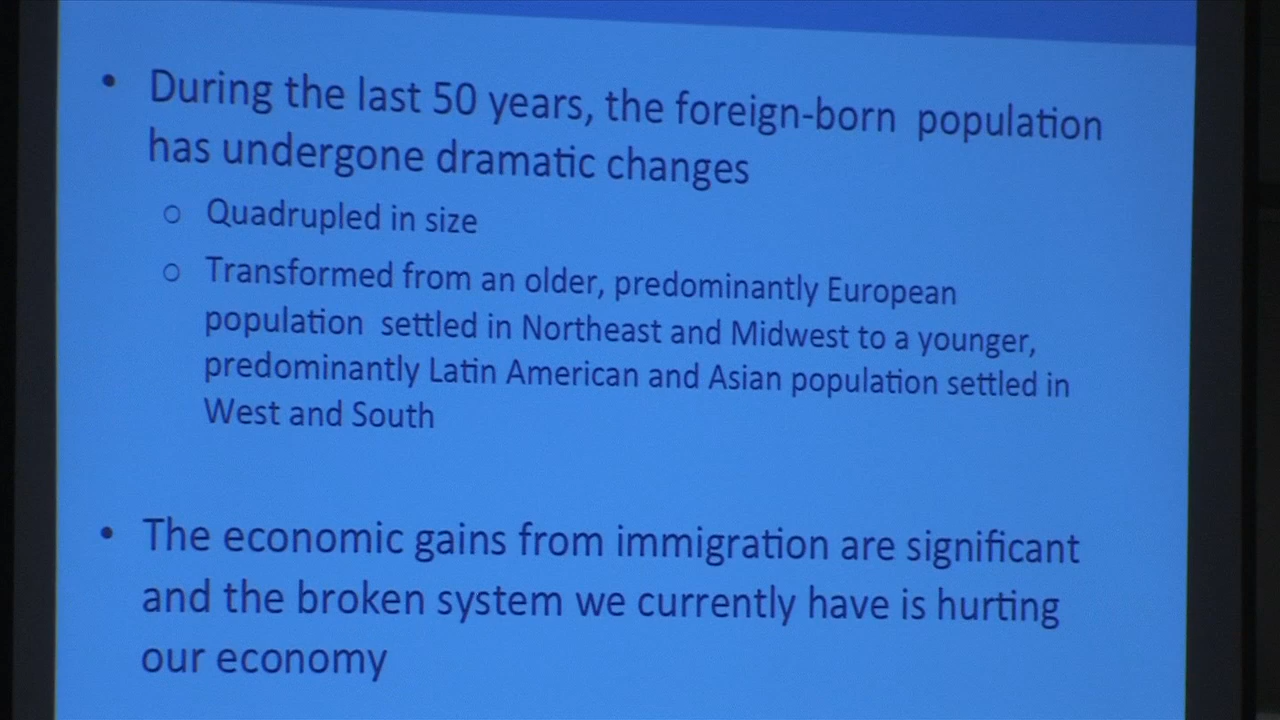 • During the last 50 years, the foreign-born population
has undergone dramatic changes
○ Quadrupled in size
○ Transformed from an older, predominantly European
population settled in Northeast and Midwest to a younger,
predominantly Latin American and Asian population settled in
West and South
• The economic gains from immigration are significant
and the broken system we currently have is hurting
our economy